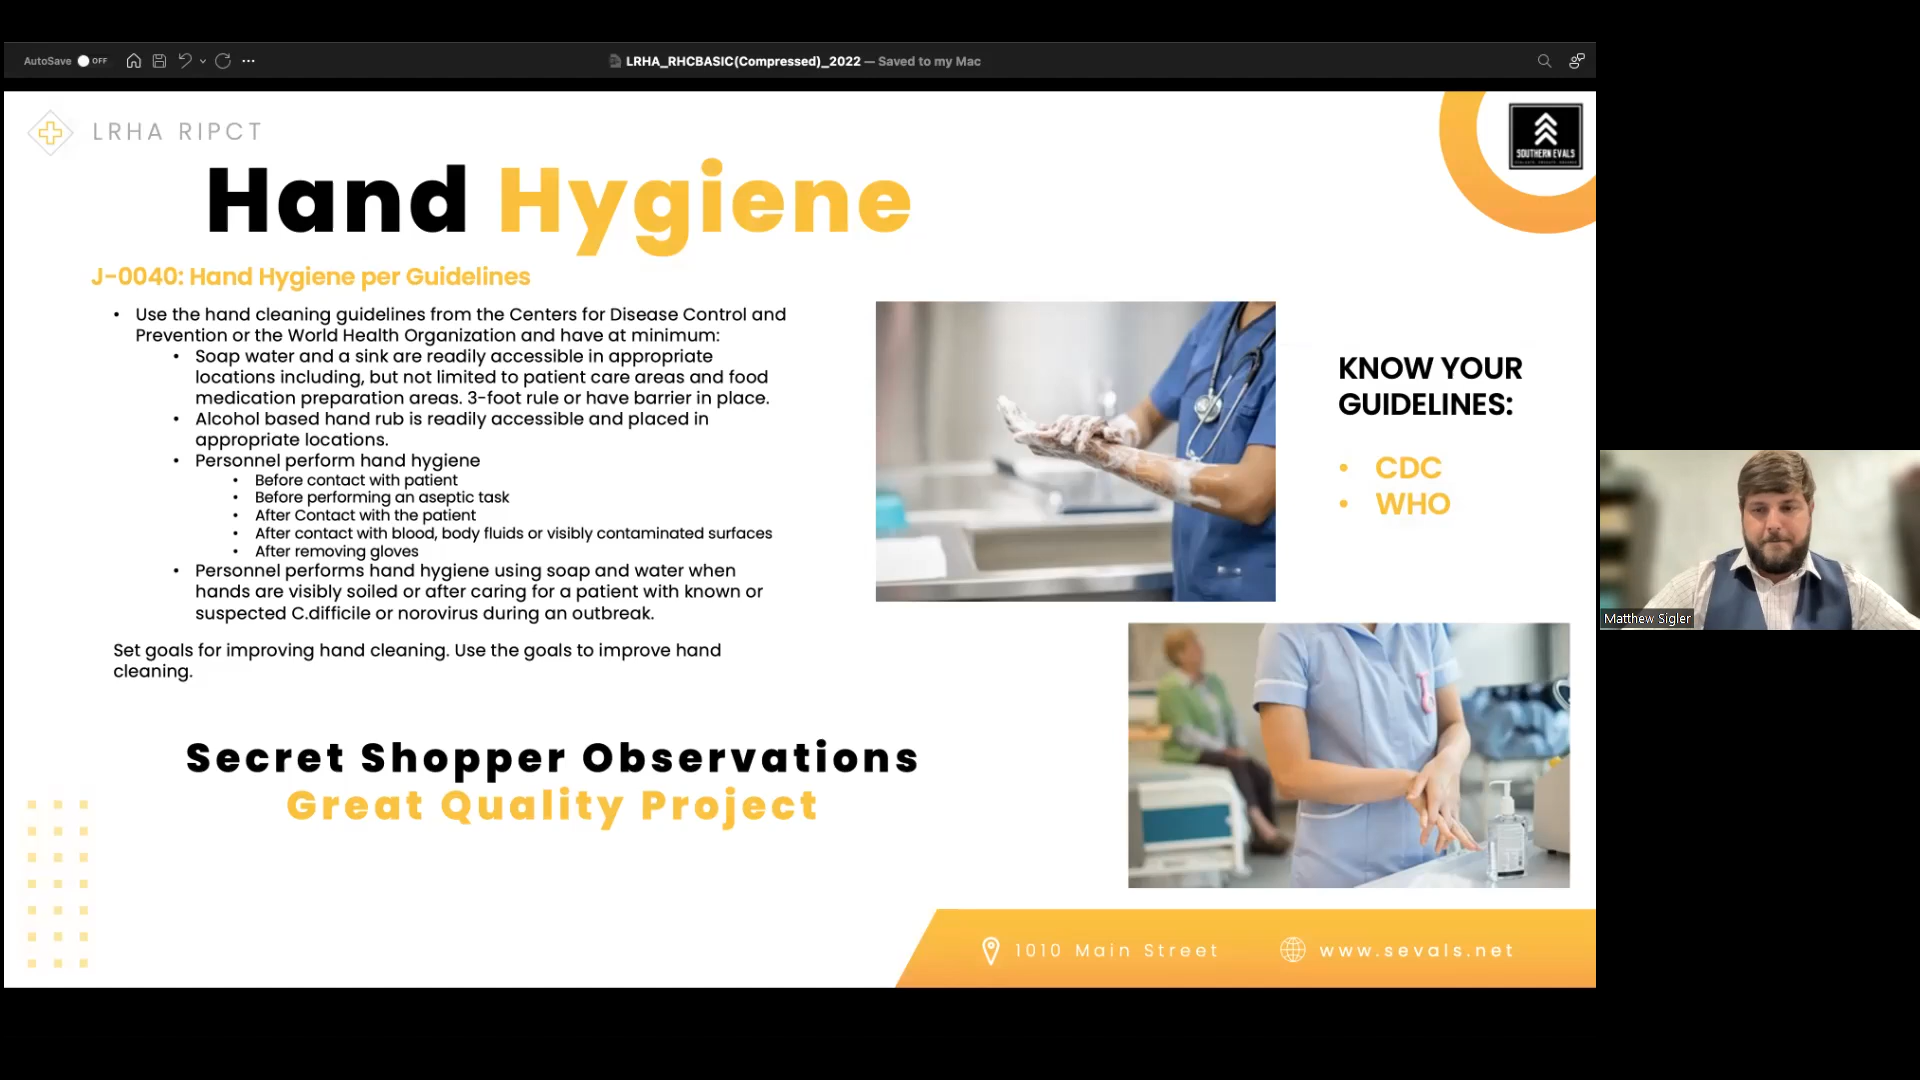 AutoSave OFF
LRHA_RHCBASIC(Compressed)_2022 — Saved to my Mac
LRHA RIPCT
SOUTHERN EVALS
Hand Hygiene
J-0040: Hand Hygiene per Guidelines
• Use the hand cleaning guidelines from the Centers for Disease Control and
Prevention or the World Health Organization and have at minimum:
• Soap water and a sink are readily accessible in appropriate
locations including, but not limited to patient care areas and food
medication preparation areas. 3-foot rule or have barrier in place.
• Alcohol based hand rub is readily accessible and placed in
appropriate locations.
• Personnel perform hand hygiene
• Before contact with patient
• Before performing an aseptic task
• After Contact with the patient
• After contact with blood, body fluids or visibly contaminated surfaces
• After removing gloves
• Personnel performs hand hygiene using soap and water when
hands are visibly soiled or after caring for a patient with known or
suspected C.difficile or norovirus during an outbreak.
Set goals for improving hand cleaning. Use the goals to improve hand
cleaning.
Secret Shopper Observations
Great Quality Project
KNOW YOUR
GUIDELINES:
• CDC
• WHO
Matthew Sigler
1010 Main Street
www.sevals.net